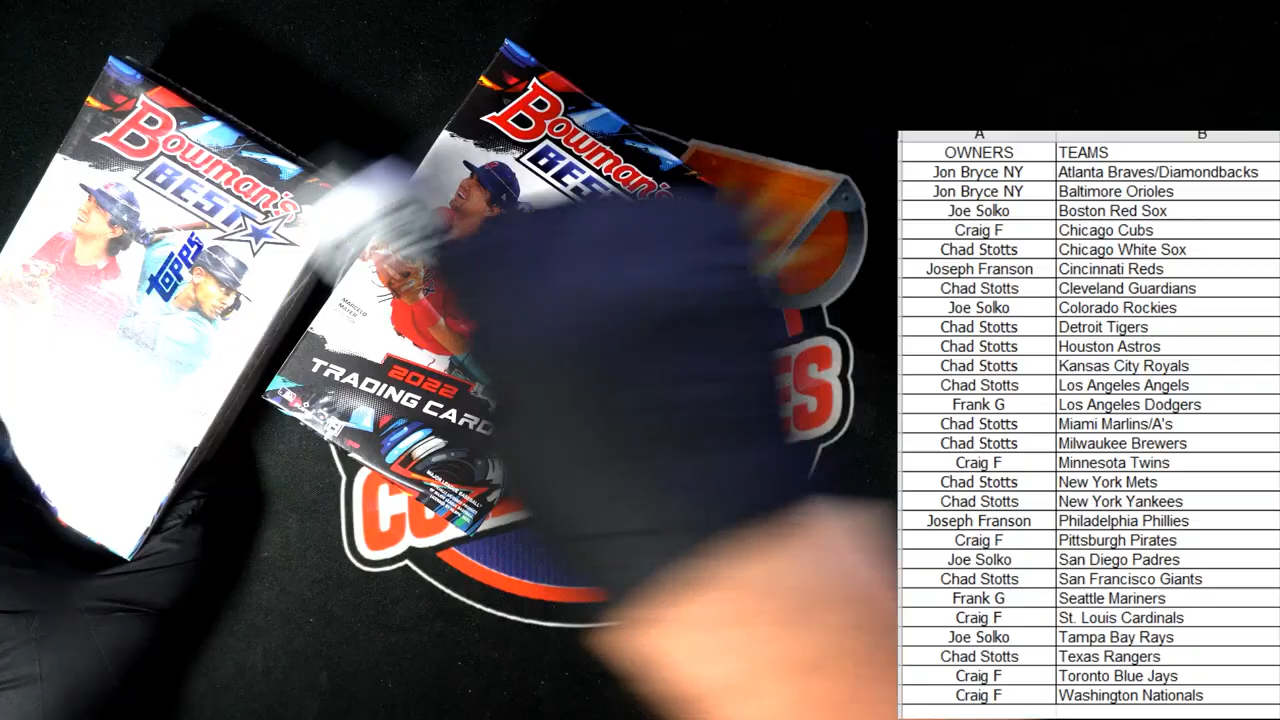 Bowman's
BEST
topps
Bowman's
BES
MARCELO
MAYER
2022
TRADING CARD
MAJOR LEAGUE BASEBALL
CO
ES
A B
OWNERS TEAMS
Jon Bryce NY Atlanta Braves/Diamondbacks
Jon Bryce NY Baltimore Orioles
Joe Solko Boston Red Sox
Craig F Chicago Cubs
Chad Stotts Chicago White Sox
Joseph Franson Cincinnati Reds
Chad Stotts Cleveland Guardians
Joe Solko Colorado Rockies
Chad Stotts Detroit Tigers
Chad Stotts Houston Astros
Chad Stotts Kansas City Royals
Chad Stotts Los Angeles Angels
Frank G Los Angeles Dodgers
Chad Stotts Miami Marlins/A's
Chad Stotts Milwaukee Brewers
Craig F Minnesota Twins
Chad Stotts New York Mets
Chad Stotts New York Yankees
Joseph Franson Philadelphia Phillies
Craig F Pittsburgh Pirates
Joe Solko San Diego Padres
Chad Stotts San Francisco Giants
Frank G Seattle Mariners
Craig F St. Louis Cardinals
Joe Solko Tampa Bay Rays
Chad Stotts Texas Rangers
Craig F Toronto Blue Jays
Craig F Washington Nationals